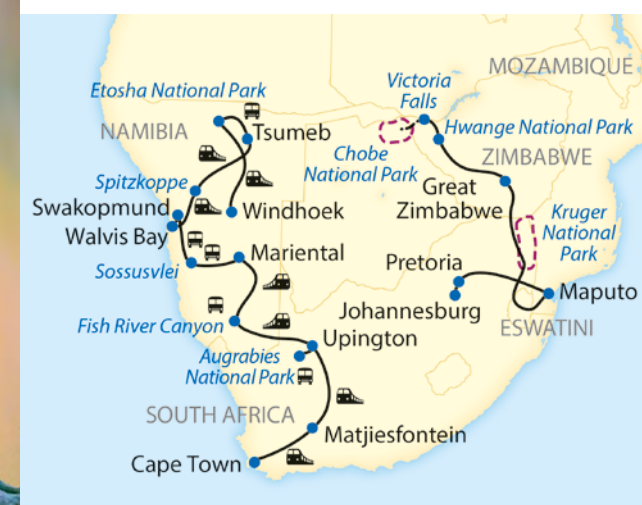 MOZAMBIQUE
Etosha National Park
Victoria
Falls
NAMIBIA
Tsumeb
Hwange National Park
Chobe
National Park
ZIMBABWE
Spitzkoppe
Great
Zimbabwe
Swakopmund
Windhoek
Kruger
National
Park
Walvis Bay
Mariental
Pretoria
Sossusvlei
Maputo
Johannesburg
Fish River Canyon
ESWATINI
Upington
Augrabies
National Park
SOUTH AFRICA
Matjiesfontein
Cape Town